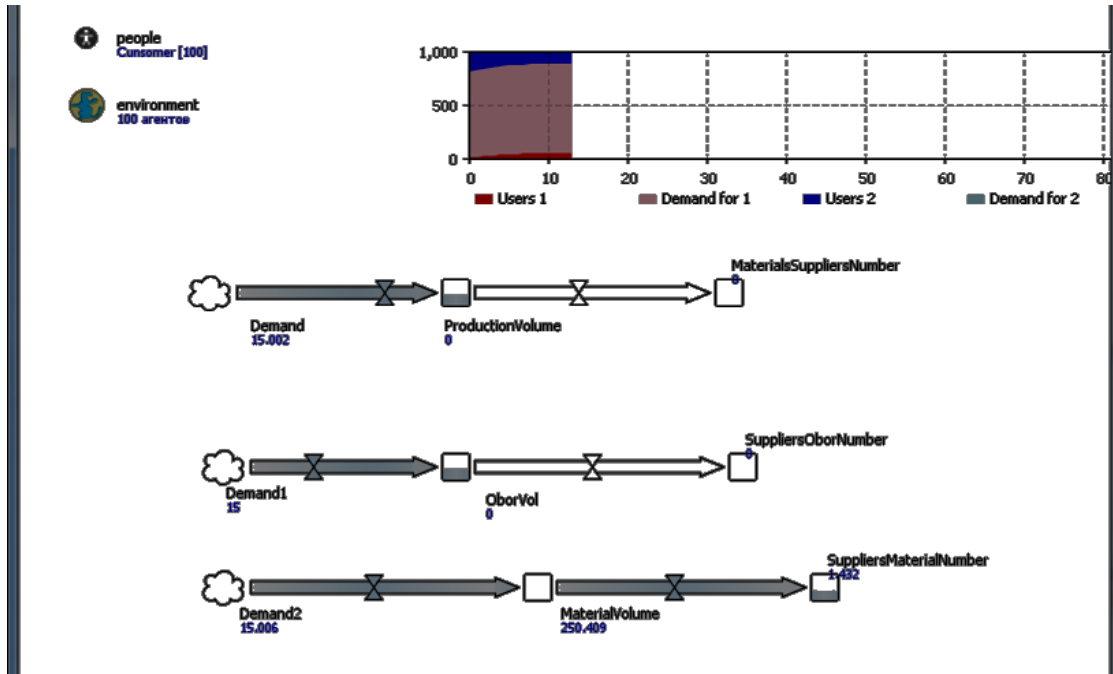 people
Cunsomer [100]
environment
100 агентов
1,000
500
0
0 10 20 30 40 50 60 70 80
Users 1 Demand for 1 Users 2 Demand for 2
MaterialsSuppliersNumber
0
Demand
15.002
ProductionVolume
0
SuppliersOborNumber
0
Demand1
15
OborVol
0
SuppliersMaterialNumber
1.432
Demand2
15.006
MaterialVolume
250.409